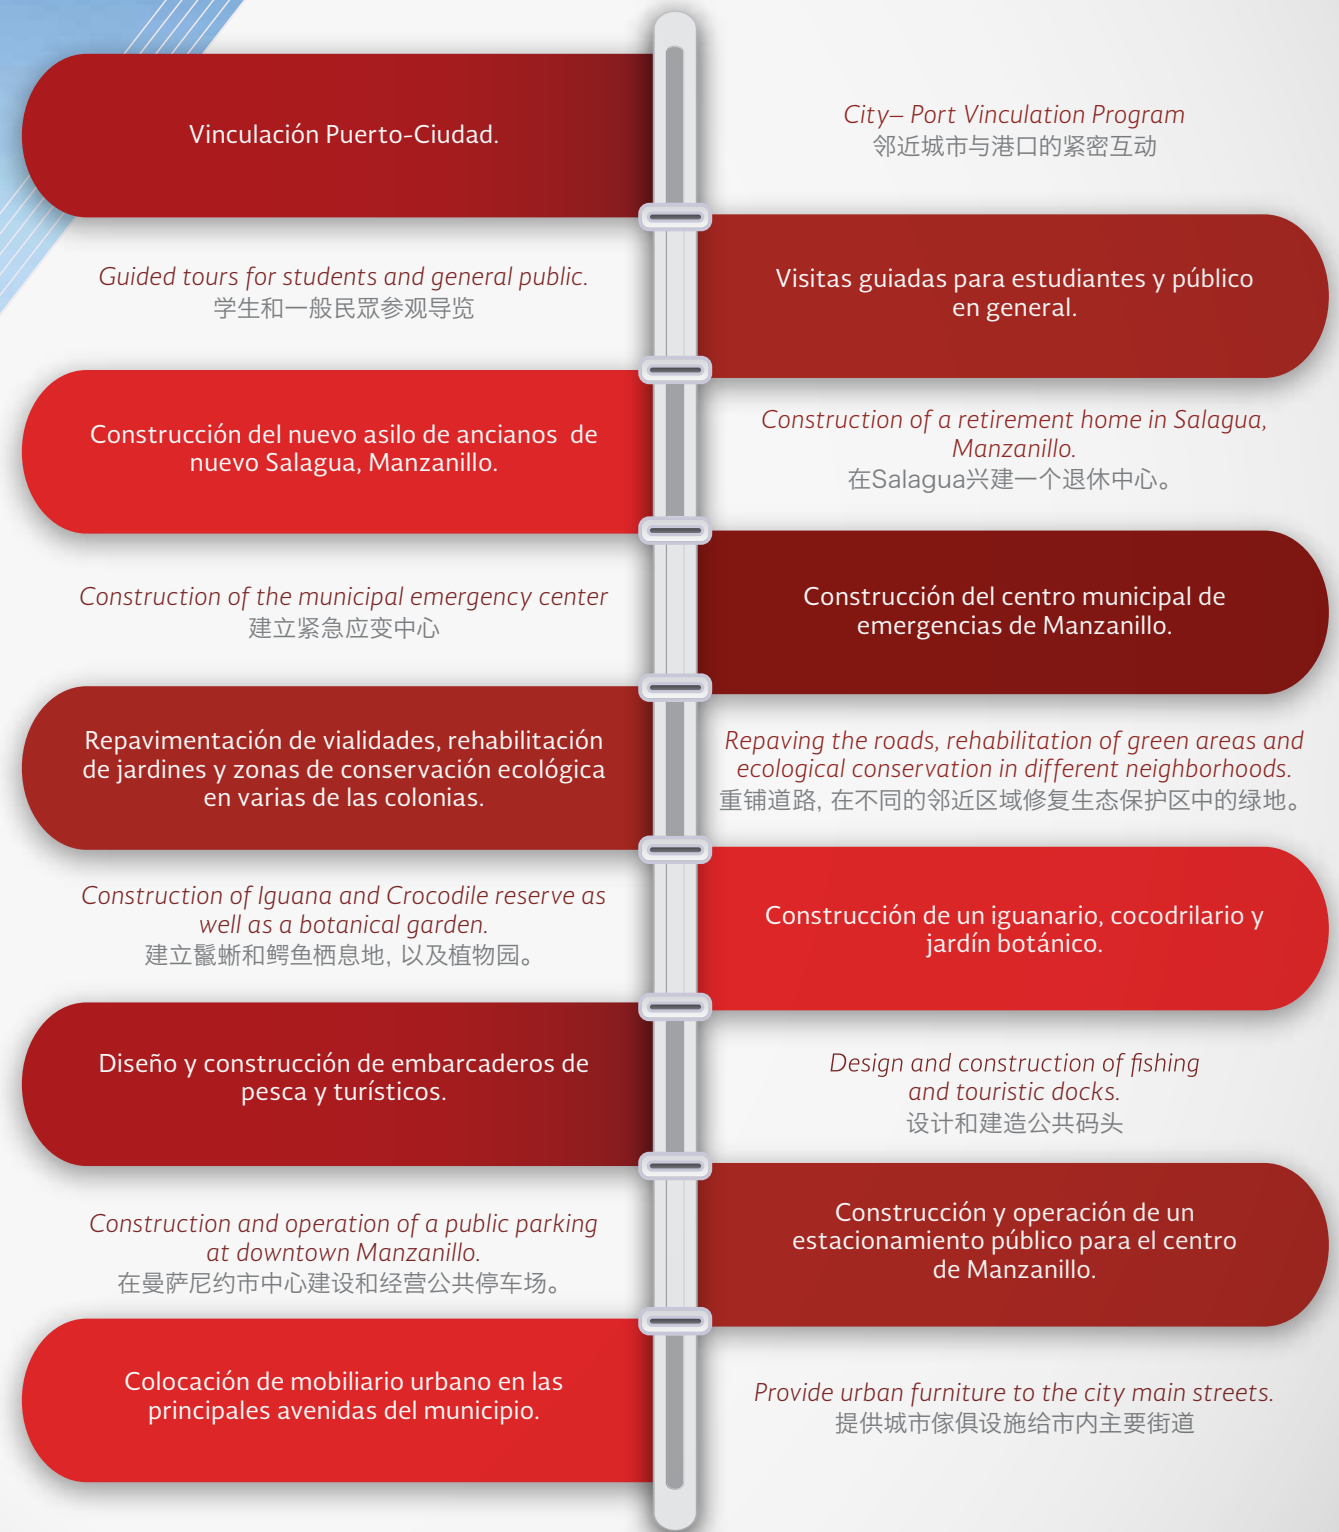 Vinculación Puerto-Ciudad.
City– Port Vinculation Program
邻近城市与港口的紧密互动
Visitas guiadas para estudiantes y público
en general.
Guided tours for students and general public.
学生和一般民眾参观导览
Construcción del nuevo asilo de ancianos  de
nuevo Salagua, Manzanillo.
Construction of a retirement home in Salagua,
Manzanillo.
在Salagua兴建一个退休中心。
Construcción del centro municipal de
emergencias de Manzanillo.
Construction of the municipal emergency center
建立紧急应变中心
Repavimentación de vialidades, rehabilitación
de jardines y zonas de conservación ecológica
en varias de las colonias.
Repaving the roads, rehabilitation of green areas and
ecological conservation in different neighborhoods.
重铺道路, 在不同的邻近区域修复生态保护区中的绿地。
Construcción de un iguanario, cocodrilario y
jardín botánico.
Construction of Iguana and Crocodile reserve as
well as a botanical garden.
建立鬣蜥和鳄鱼栖息地, 以及植物园。
Diseño y construcción de embarcaderos de
pesca y turísticos.
Design and construction of fishing
and touristic docks.
设计和建造公共码头
Construcción y operación de un
estacionamiento público para el centro
de Manzanillo.
Construction and operation of a public parking
at downtown Manzanillo.
在曼萨尼约市中心建设和经营公共停车场。
Colocación de mobiliario urbano en las
principales avenidas del municipio.
Provide urban furniture to the city main streets.
提供城市傢俱设施给市内主要街道